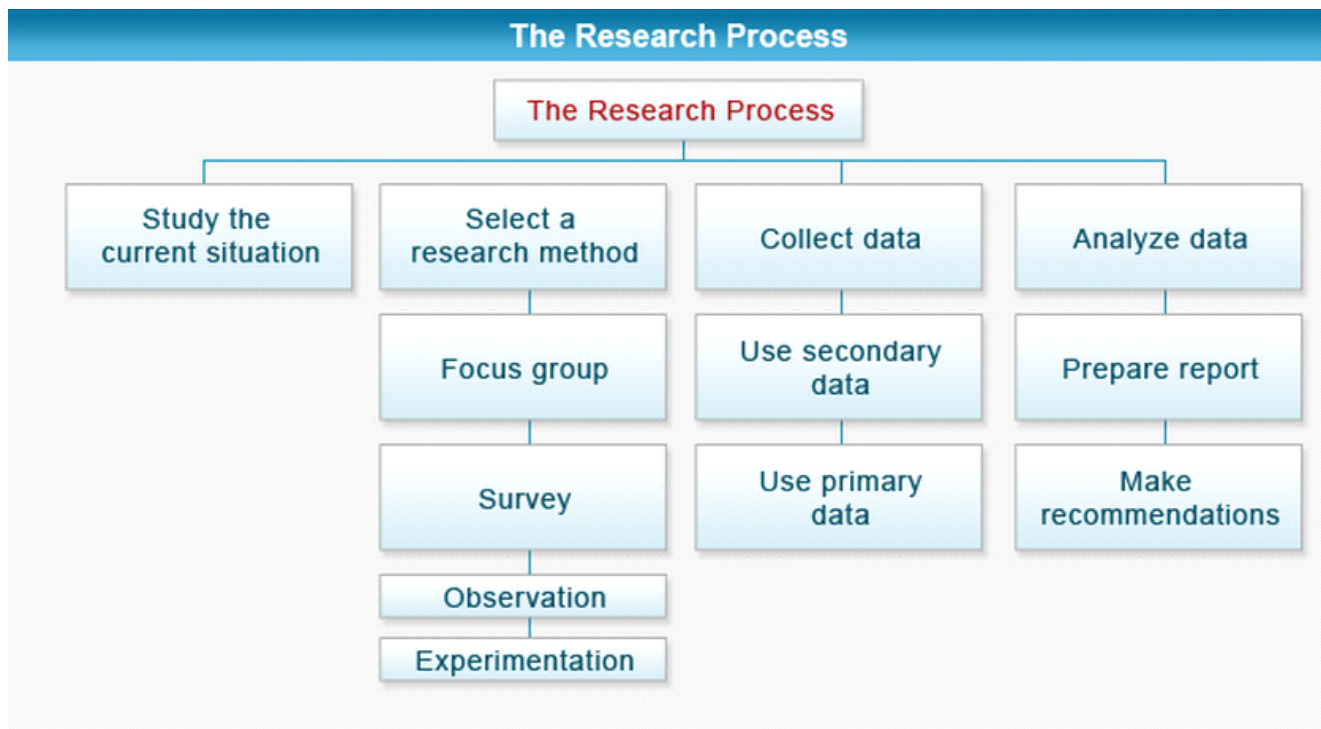 The Research Process
The Research Process
Study the
current situation
Select a
research method
Collect data
Analyze data
Focus group
Use secondary
data
Prepare report
Survey
Use primary
data
Make
recommendations
Observation
Experimentation